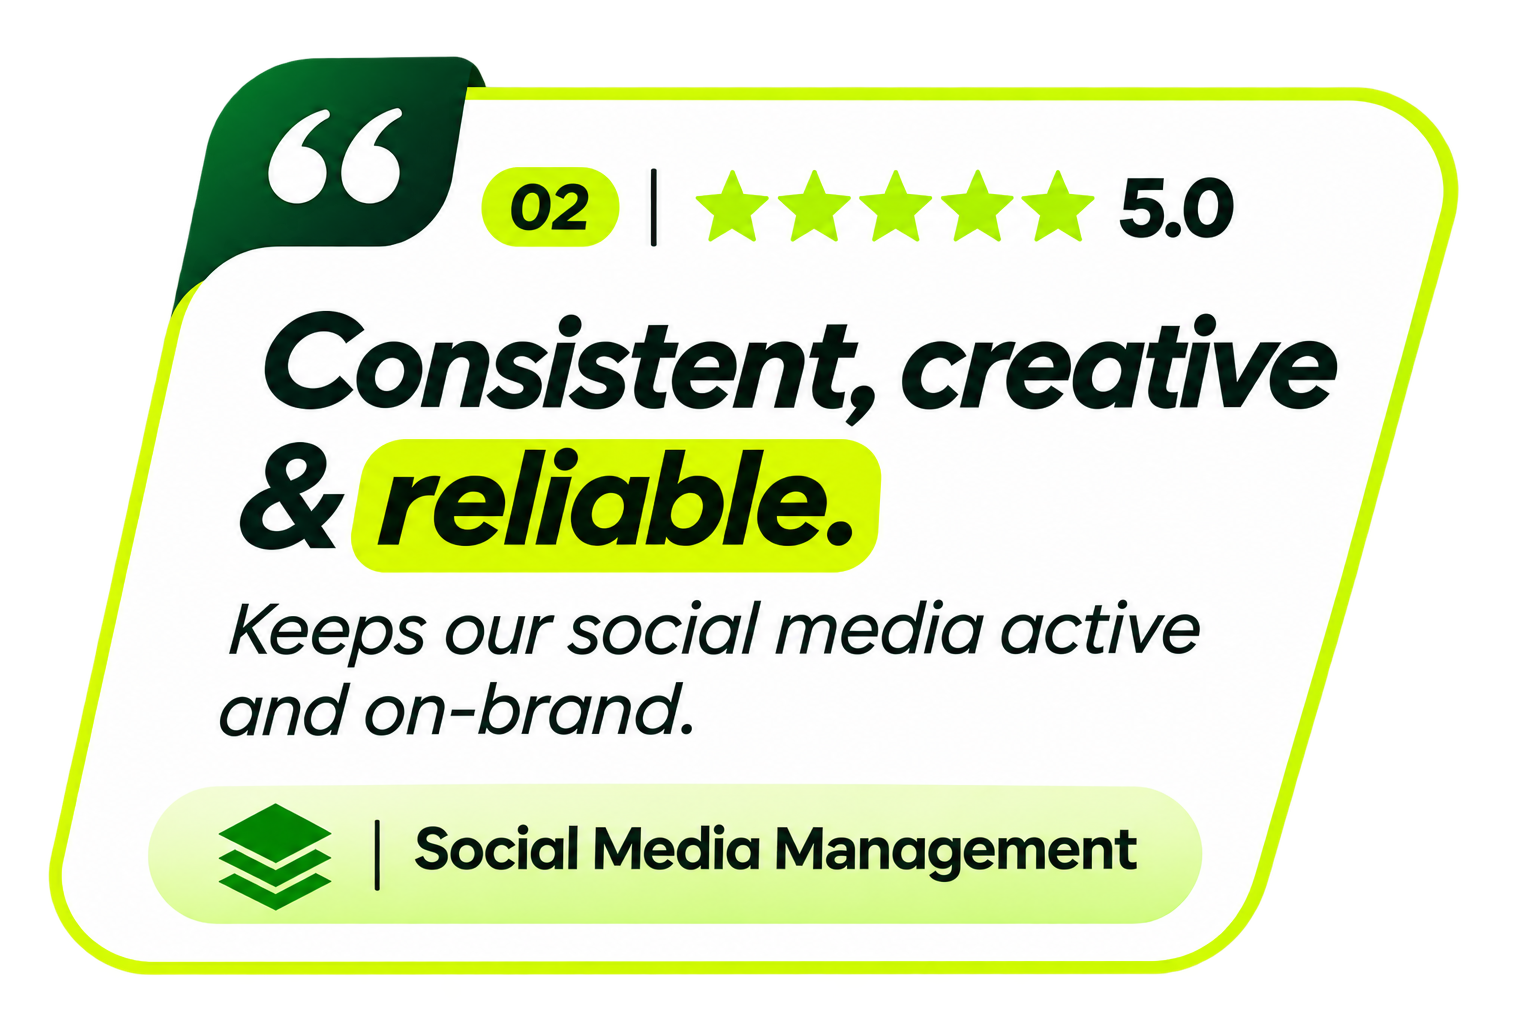 “
02 | ★★★★★ 5.0
Consistent, creative
& reliable.
Keeps our social media active
and on-brand.
| Social Media Management